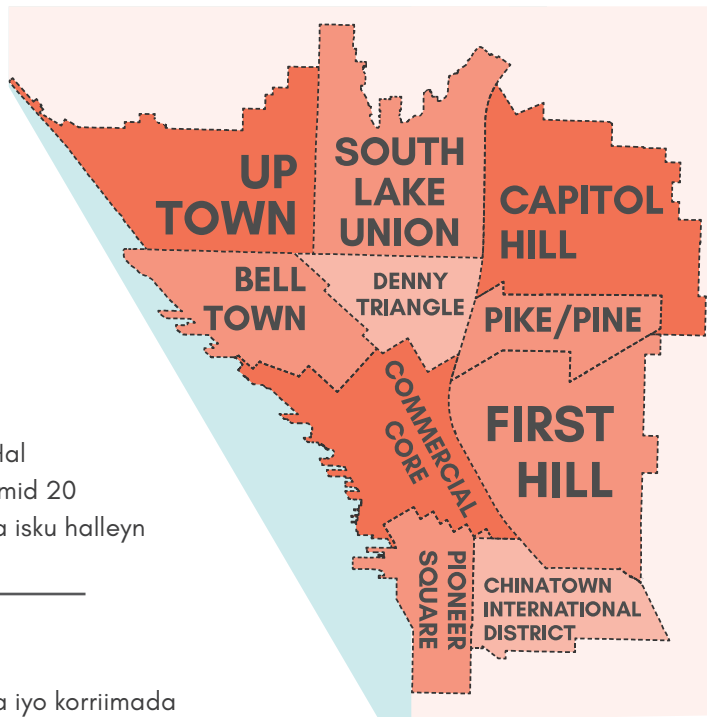 UP
TOWN
SOUTH
LAKE
UNION
CAPITOL
HILL
BELL
TOWN
DENNY
TRIANGLE
PIKE/PINE
COMMERCIAL
CORE
FIRST
HILL
mid 20
isku halleyn
PIONEER
SQUARE
CHINATOWN
INTERNATIONAL
DISTRICT
iyo korriimada